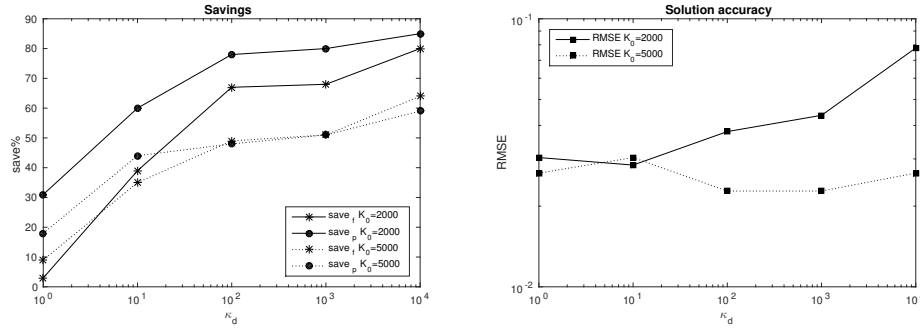 Savings
90
80
70
60
50
40
30
20
10
0
save%
10^0
10^1
10^2
10^3
10^4
κ_d
save_f K_0=2000
save_p K_0=2000
save_f K_0=5000
save_p K_0=5000
Solution accuracy
10^-1
10^-2
RMSE
10^0
10^1
10^2
10^3
10^4
κ_d
RMSE K_0=2000
RMSE K_0=5000